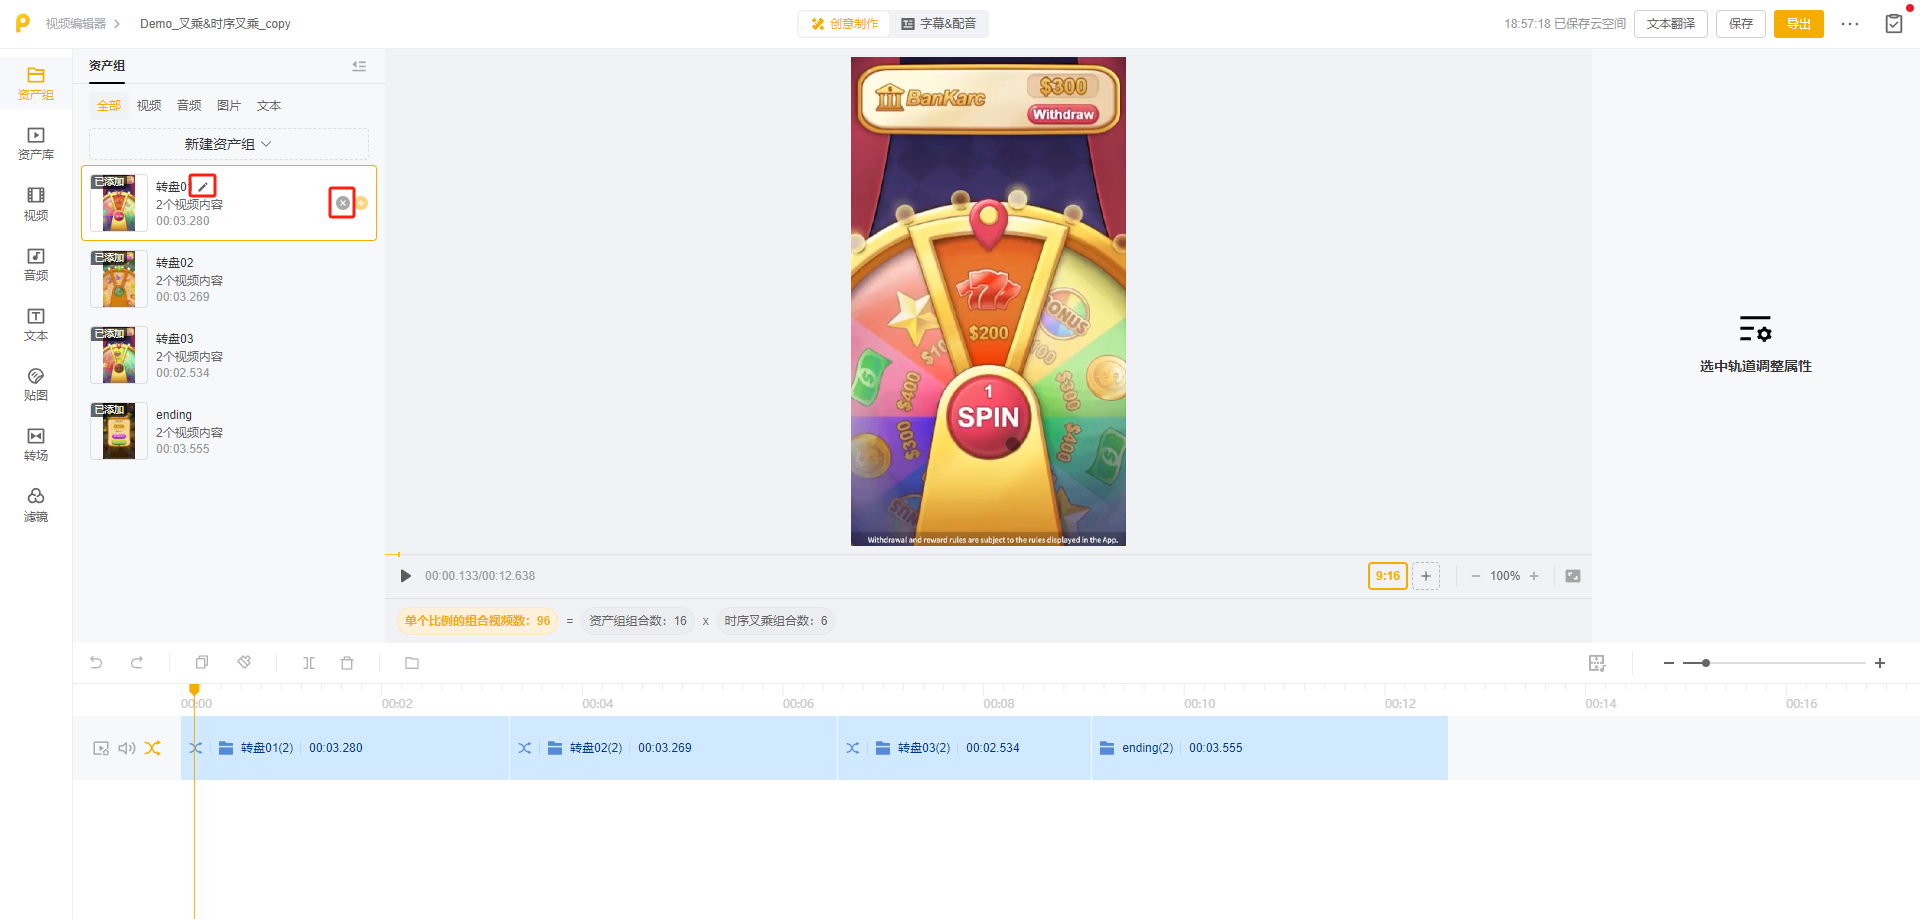 视频编辑器
Demo_叉乘&时序叉乘_copy
创意制作
字幕&配音
18:57:18 已保存云空间
文本翻译
保存
导出
资产组
资产库
视频
音频
文本
贴图
转场
滤镜
资产组
全部 视频 音频 图片 文本
新建资产组
已添加
转盘0
2个视频内容
00:03.280
已添加
转盘02
2个视频内容
00:03.269
已添加
转盘03
2个视频内容
00:02.534
已添加
ending
2个视频内容
00:03.555
BanKarc
$300
Withdraw
BONUS
$200
$400
$300
1
SPIN
$300
$400
Withdrawal and reward rules are subject to the rules displayed in the App.
选中轨道调整属性
00:00.133/00:12.638
9:16
100%
单个比例的组合视频数: 96 = 资产组组合数: 16 x 时序叉乘组合数: 6
00:00 00:02 00:04 00:06 00:08 00:10 00:12 00:14 00:16
转盘01(2) 00:03.280
转盘02(2) 00:03.269
转盘03(2) 00:02.534
ending(2) 00:03.555